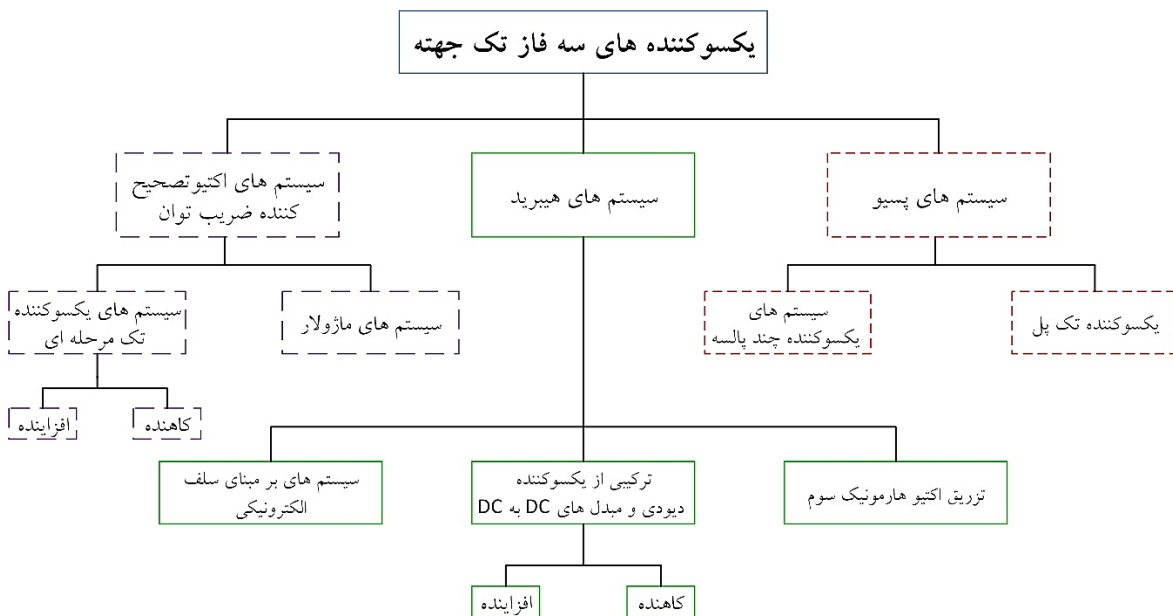 یکسوکننده های سه فاز تک جهته
سیستم های پسیو
سیستم های هیبرید
سیستم های اکتیوتصحیح
کننده ضریب توان
یکسوکننده تک پل
سیستم های
یکسوکننده چند پالسه
سیستم های ماژولار
سیستم های یکسوکننده
تک مرحله ای
کاهنده
افزاینده
تزریق اکتیو هارمونیک سوم
ترکیبی از یکسوکننده
دیودی و مبدل های DC به DC
سیستم های بر مبنای سلف
الکترونیکی
کاهنده
افزاینده